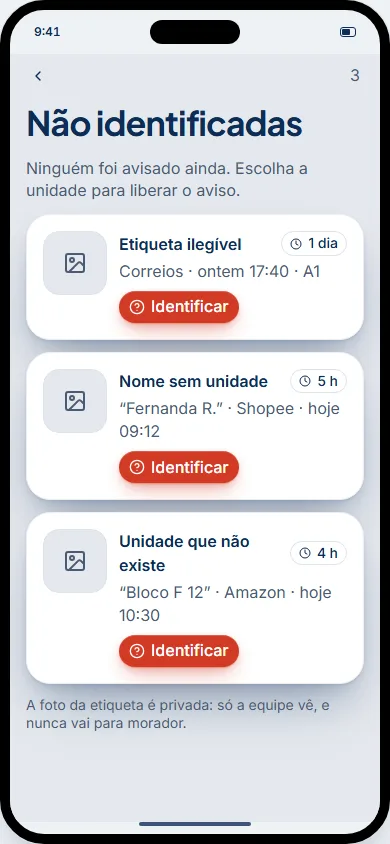 9:41
3
Não identificadas
Ninguém foi avisado ainda. Escolha a
unidade para liberar o aviso.
Etiqueta ilegível
1 dia
Correios · ontem 17:40 · A1
Identificar
Nome sem unidade
5 h
“Fernanda R.” · Shopee · hoje
09:12
Identificar
Unidade que não
existe
4 h
“Bloco F 12” · Amazon · hoje
10:30
Identificar
A foto da etiqueta é privada: só a equipe vê, e
nunca vai para morador.